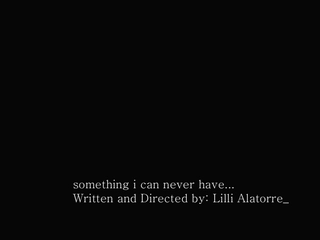 something i can never have...
Written and Directed by: Lilli Alatorre_